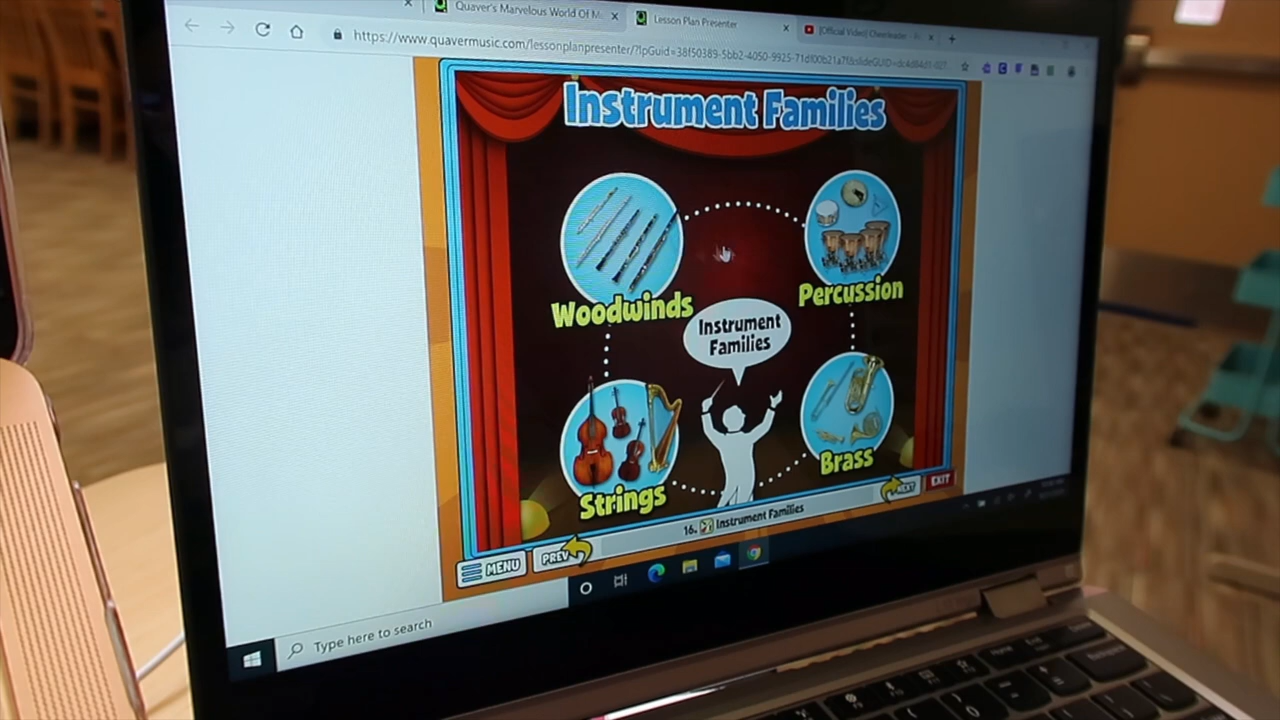 Quaver's Marvelous World Of M
Lesson Plan Presenter
(Official Video) Cheerleader - P
https://www.quavermusic.com/lessonplanpresenter/?lpGuid=38f50389-5bb2-4050-9925-71df00b21a7f
Instrument Families
Woodwinds
Percussion
Instrument
Families
Strings
Brass
16. Instrument Families
NEXT
EXIT
MENU
PREV
Type here to search